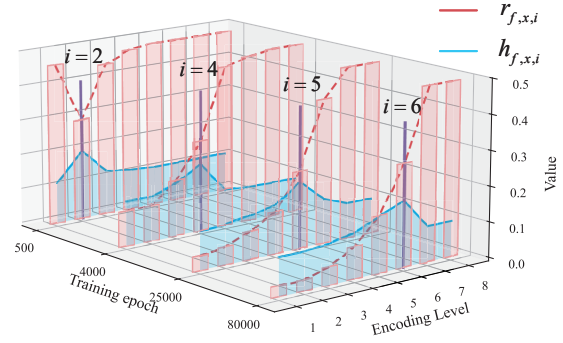 r_{f,x,i}
h_{f,x,i}
i=2
i=4
i=5
i=6
0.5
0.4
0.3
0.2
0.1
0.0
Value
500
4000
25000
80000
Training epoch
1 2 3 4 5 6 7 8
Encoding Level